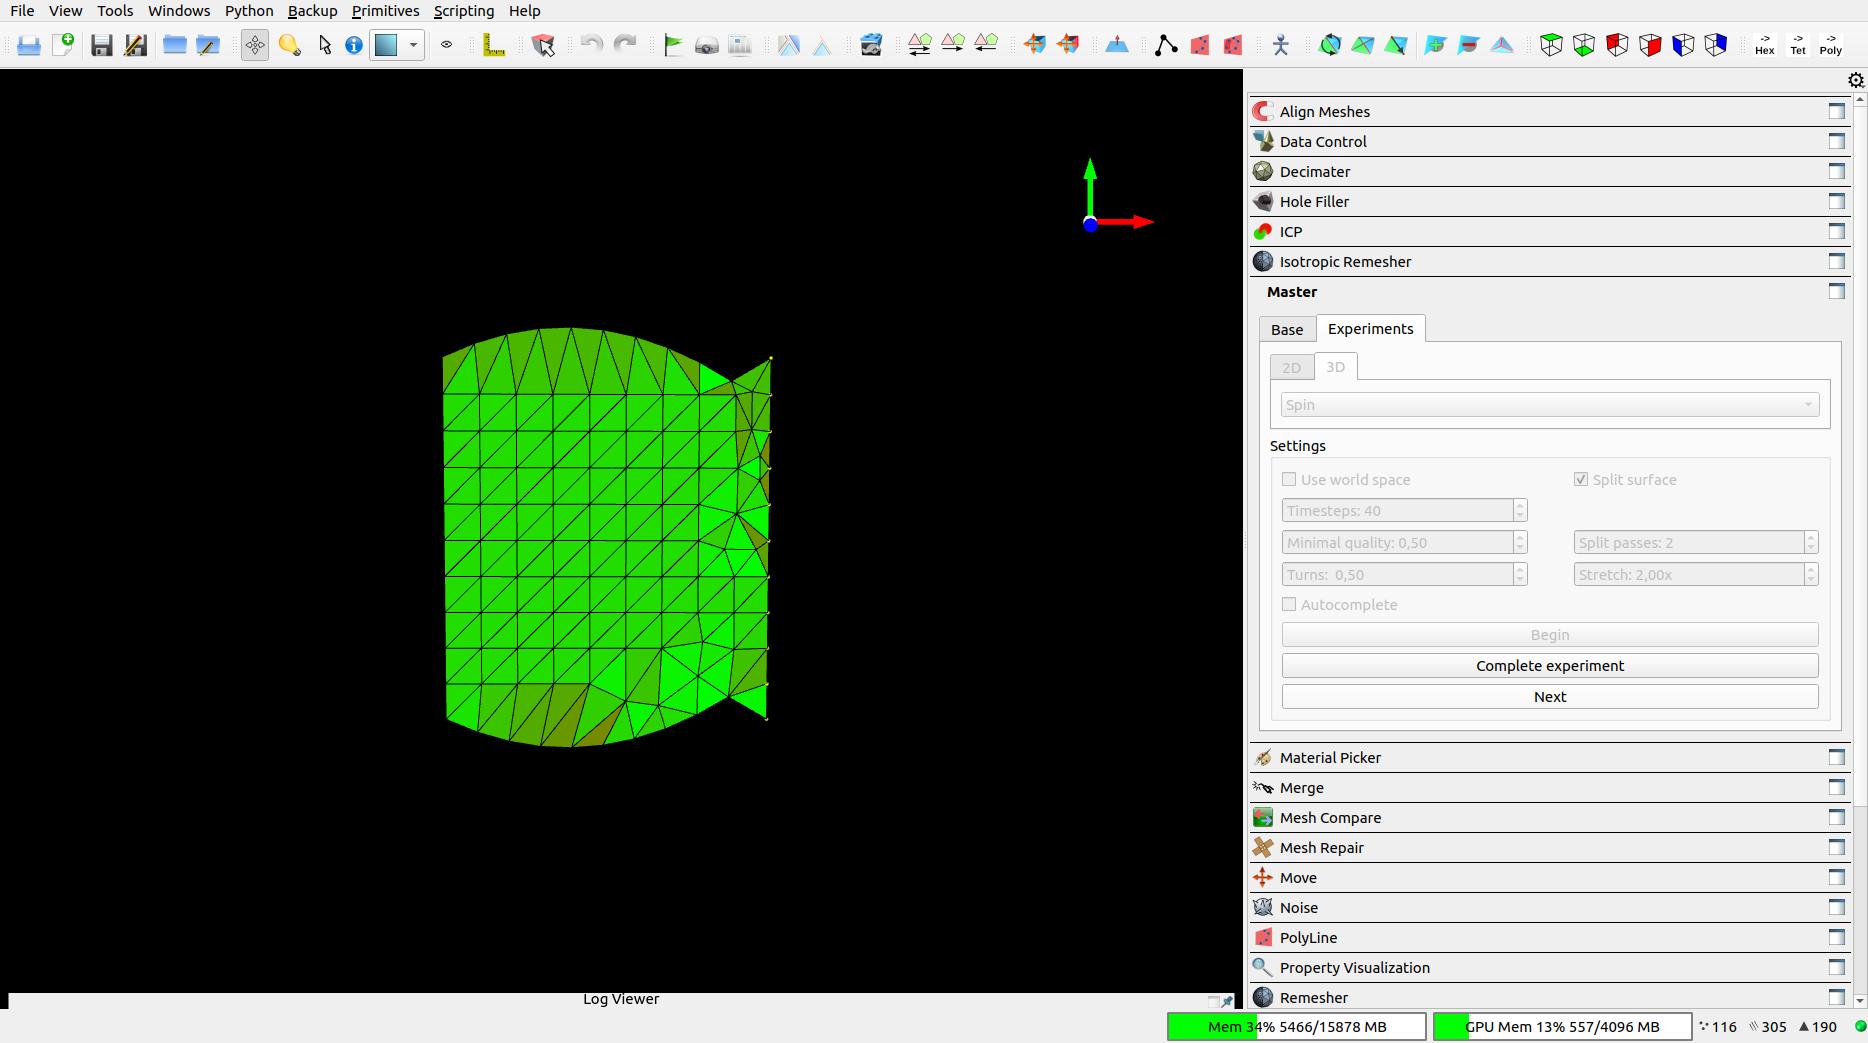 File View Tools Windows Python Backup Primitives Scripting Help
-> Hex -> Tet -> Poly
Align Meshes
Data Control
Decimater
Hole Filler
ICP
Isotropic Remesher
Master
Base Experiments
2D 3D
Spin
Settings
Use world space Split surface
Timesteps: 40
Minimal quality: 0,50 Split passes: 2
Turns: 0,50 Stretch: 2,00x
Autocomplete
Begin
Complete experiment
Next
Material Picker
Merge
Mesh Compare
Mesh Repair
Move
Noise
PolyLine
Property Visualization
Remesher
Log Viewer
Mem 34% 5466/15878 MB GPU Mem 13% 557/4096 MB 116 305 190